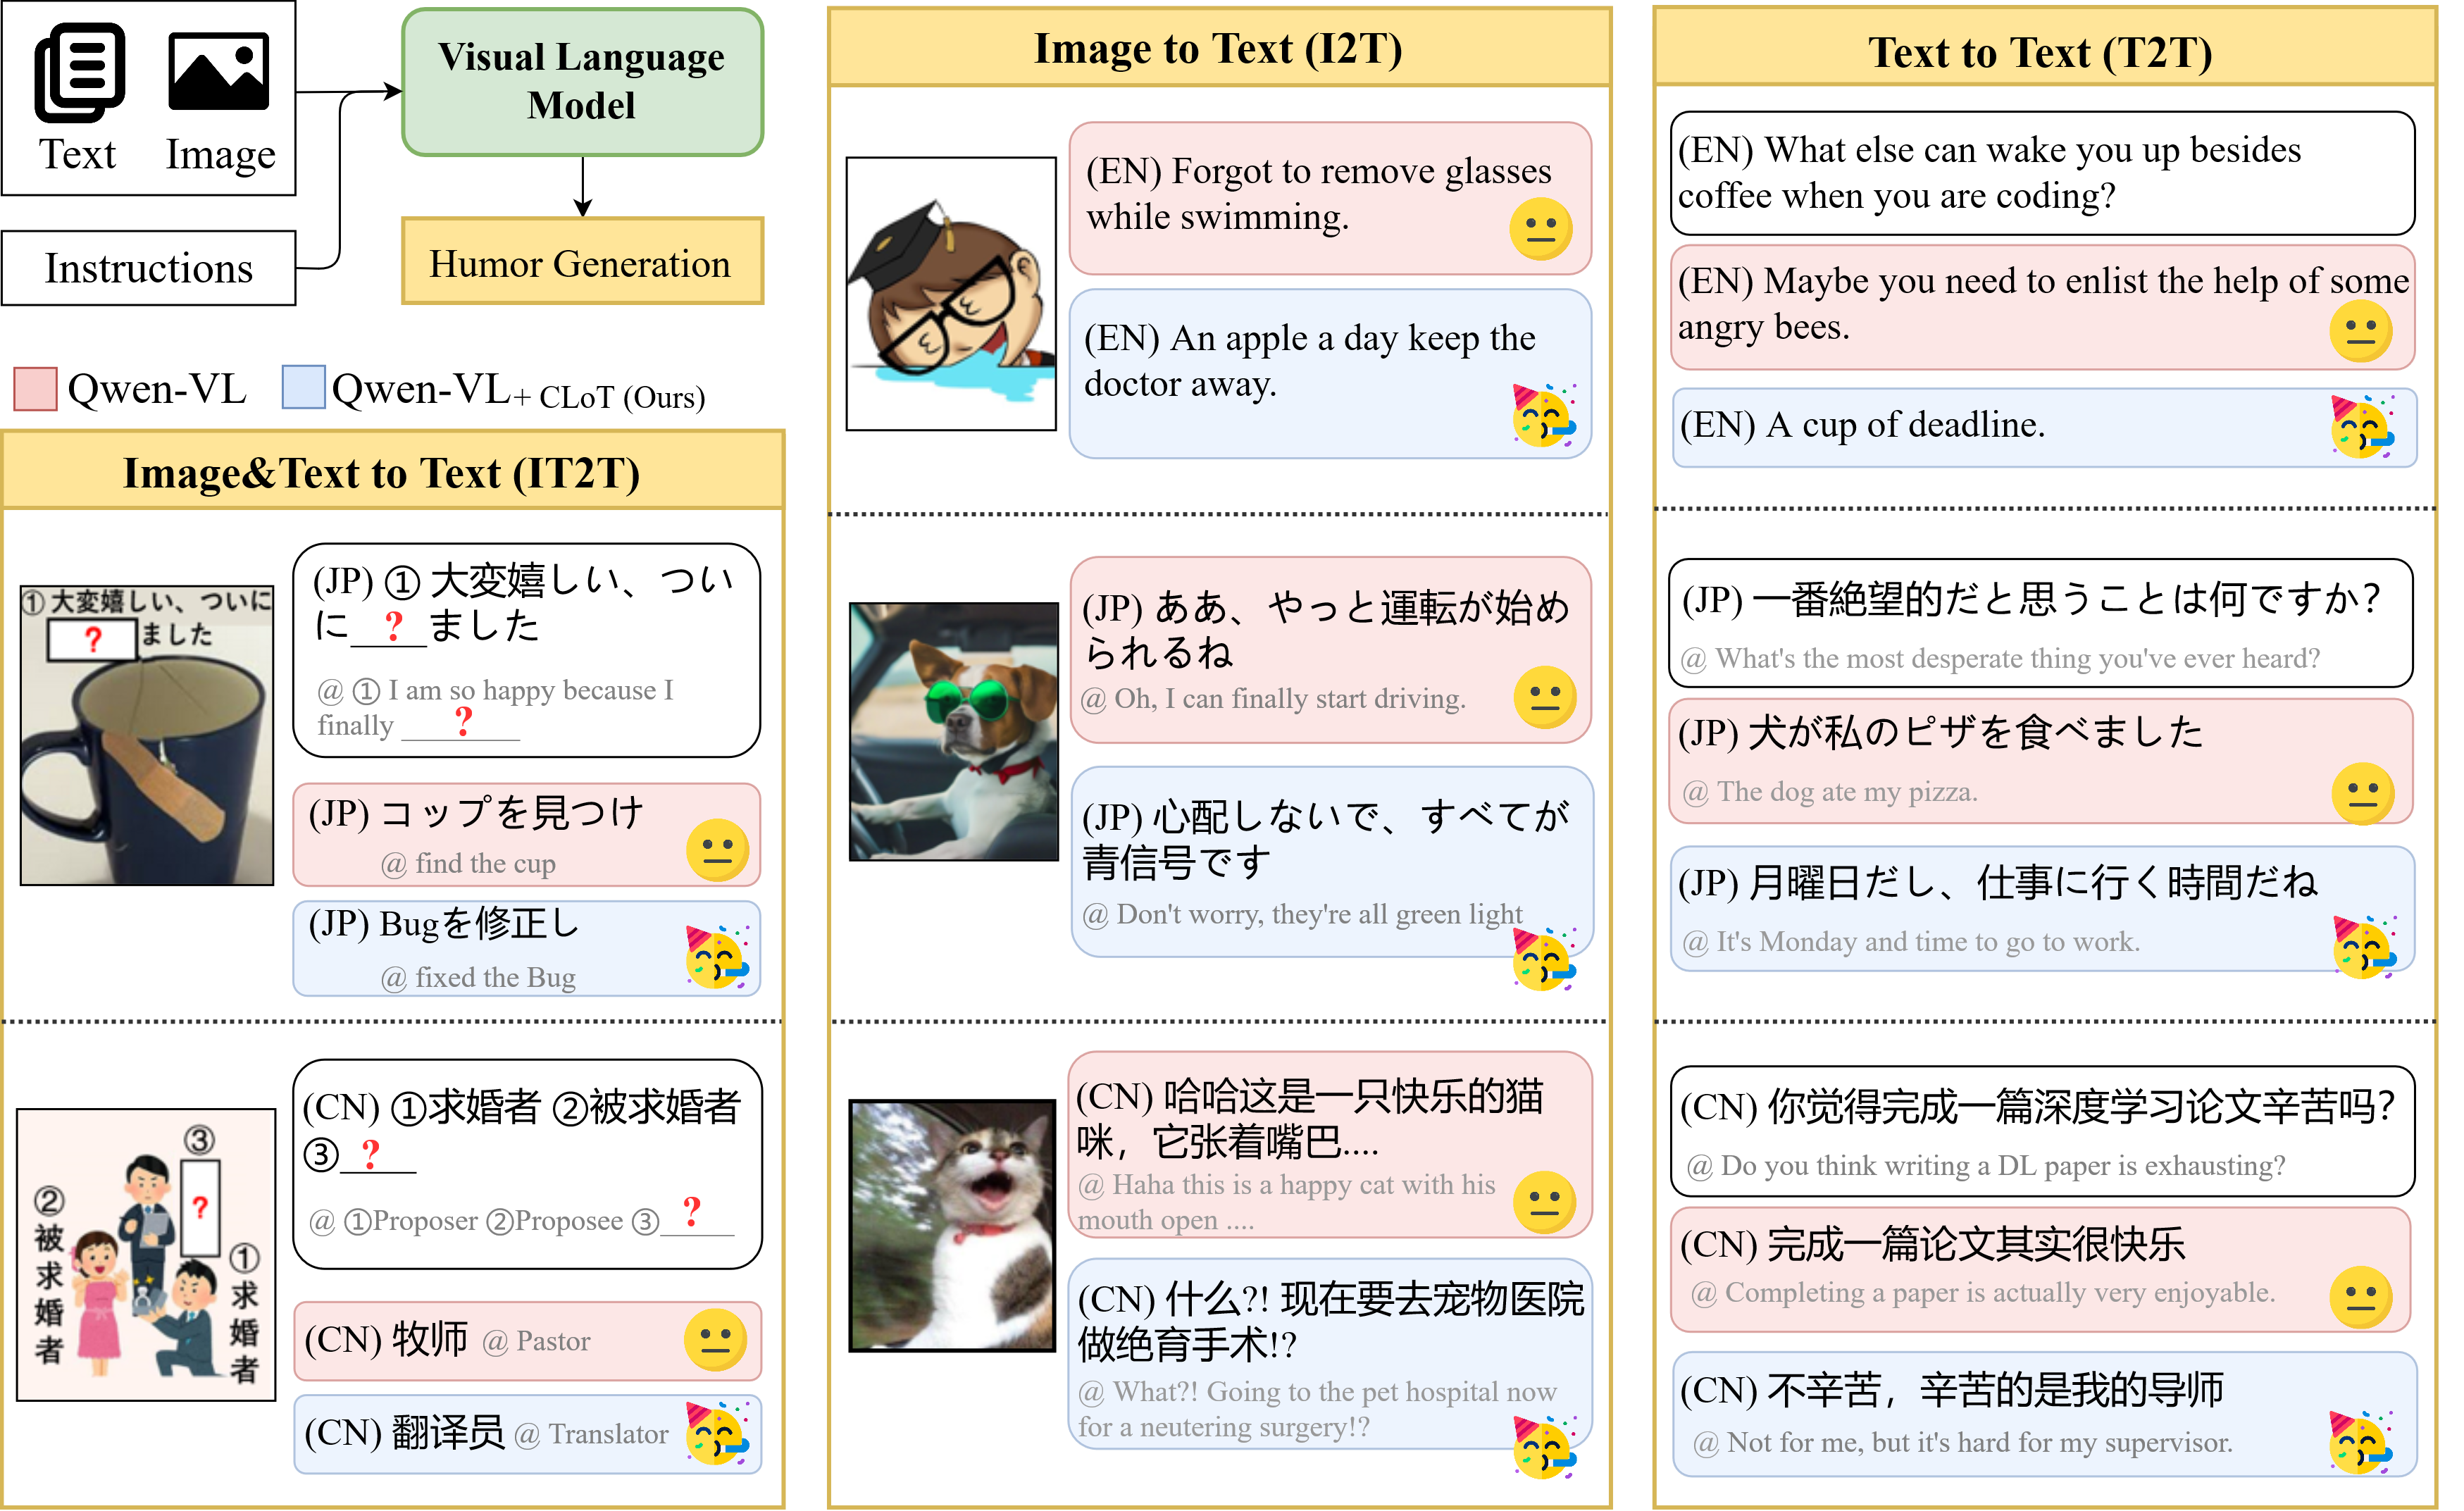 Text
Image
Instructions
Visual Language
Model
Humor Generation
Qwen-VL
Qwen-VL+ CLoT (Ours)
Image&Text to Text (IT2T)
① 大変嬉しい、ついに
?
ました
(JP) ① 大変嬉しい、つい
に ? ました
@ ① I am so happy because I
finally ?
(JP) コップを見つけ
@ find the cup
(JP) Bugを修正し
@ fixed the Bug
③
?
②被求婚者
①求婚者
(CN) ①求婚者 ②被求婚者
③ ?
@ ①Proposer ②Proposee ③ ?
(CN) 牧师 @ Pastor
(CN) 翻译员 @ Translator
Image to Text (I2T)
(EN) Forgot to remove glasses
while swimming.
(EN) An apple a day keep the
doctor away.
(JP) ああ、やっと運転が始め
られるね
@ Oh, I can finally start driving.
(JP) 心配しないで、すべてが
青信号です
@ Don't worry, they're all green light
(CN) 哈哈这是一只快乐的猫
咪，它张着嘴巴....
@ Haha this is a happy cat with his
mouth open ....
(CN) 什么?! 现在要去宠物医院
做绝育手术!?
@ What?! Going to the pet hospital now
for a neutering surgery!?
Text to Text (T2T)
(EN) What else can wake you up besides
coffee when you are coding?
(EN) Maybe you need to enlist the help of some
angry bees.
(EN) A cup of deadline.
(JP) 一番絶望的だと思うことは何ですか?
@ What's the most desperate thing you've ever heard?
(JP) 犬が私のピザを食べました
@ The dog ate my pizza.
(JP) 月曜日だし、仕事に行く時間だね
@ It's Monday and time to go to work.
(CN) 你觉得完成一篇深度学习论文辛苦吗?
@ Do you think writing a DL paper is exhausting?
(CN) 完成一篇论文其实很快乐
@ Completing a paper is actually very enjoyable.
(CN) 不辛苦，辛苦的是我的导师
@ Not for me, but it's hard for my supervisor.